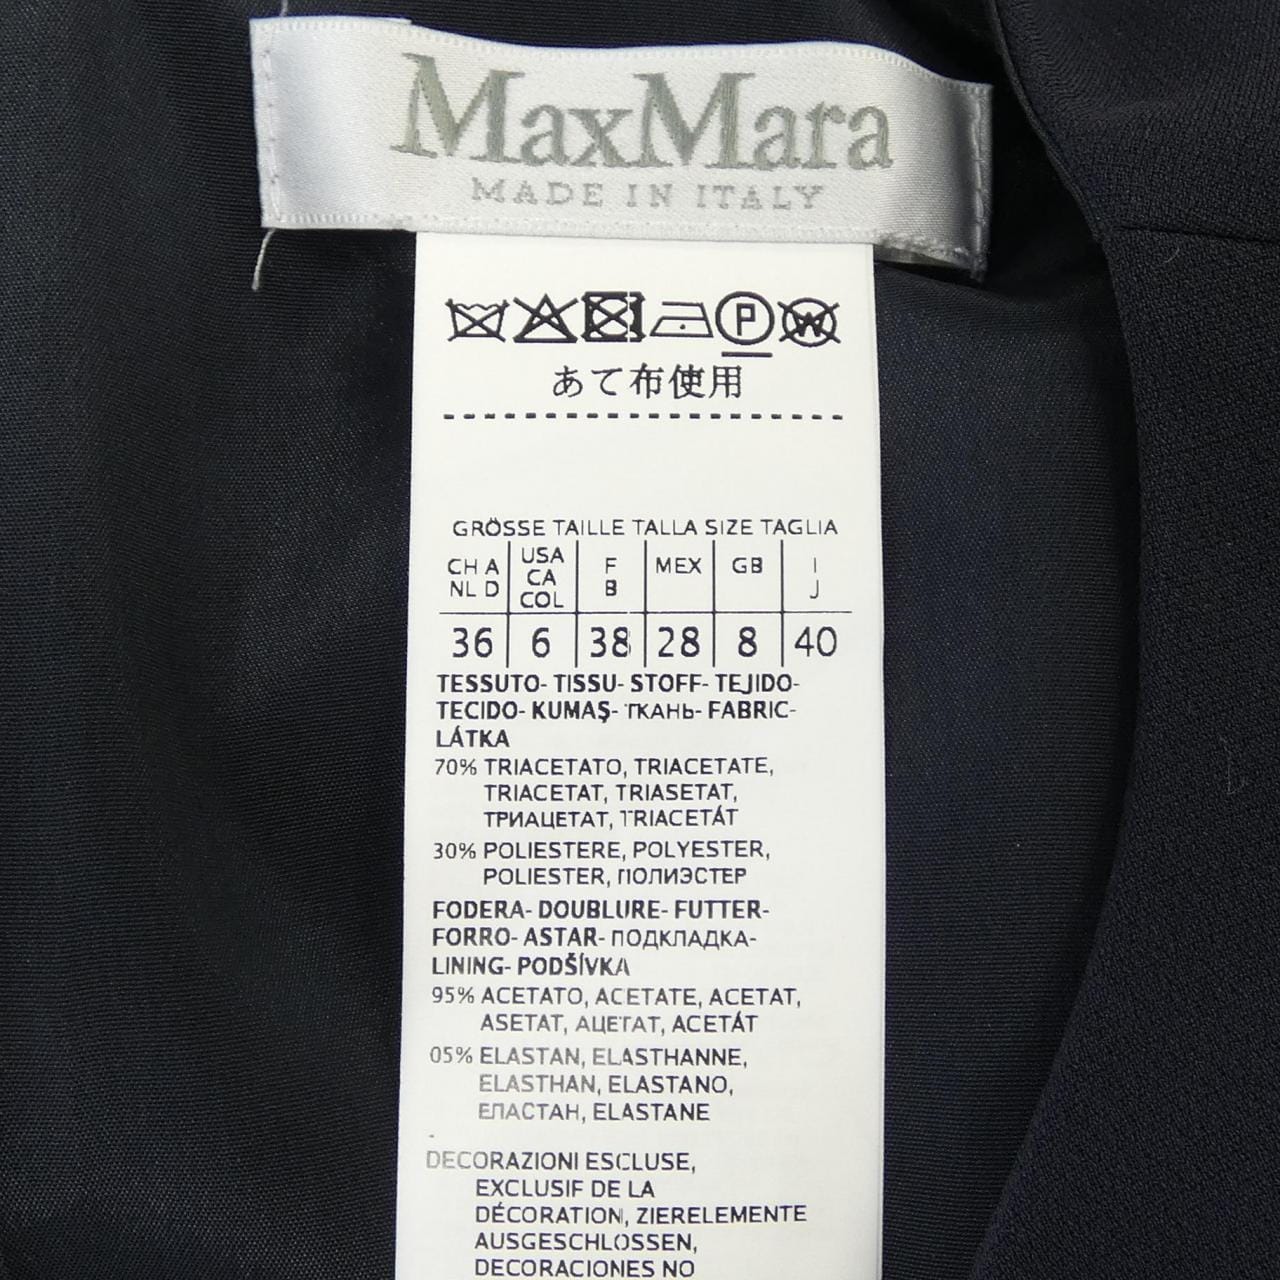 MaxMara
MADE IN ITALY
P W
あて布使用
GRÖSSE TAILLE TALLA SIZE TAGLIA
CH A NL D USA CA COL F B MEX GB I J
36 6 38 28 8 40
TESSUTO- TISSU- STOFF- TEJIDO-
TECIDO- KUMAŞ- ТКАНЬ- FABRIC-
LÁTKA
70% TRIACETATO, TRIACETATE,
TRIACETAT, TRIASETAT,
ТРИАЦЕТАТ, TRIACETÁT
30% POLIESTERE, POLYESTER,
POLIESTER, ПОЛИЭСТЕР
FODERA- DOUBLURE- FUTTER-
FORRO- ASTAR- ПОДКЛАДКА-
LINING- PODŠÍVKA
95% ACETATO, ACETATE, ACETAT,
ASETAT, АЦЕТАТ, ACETÁT
05% ELASTAN, ELASTHANNE,
ELASTHAN, ELASTANO,
ЕЛАСТАН, ELASTANE
DECORAZIONI ESCLUSE,
EXCLUSIF DE LA
DÉCORATION, ZIERELEMENTE
AUSGESCHLOSSEN,
DECORACIONES NO